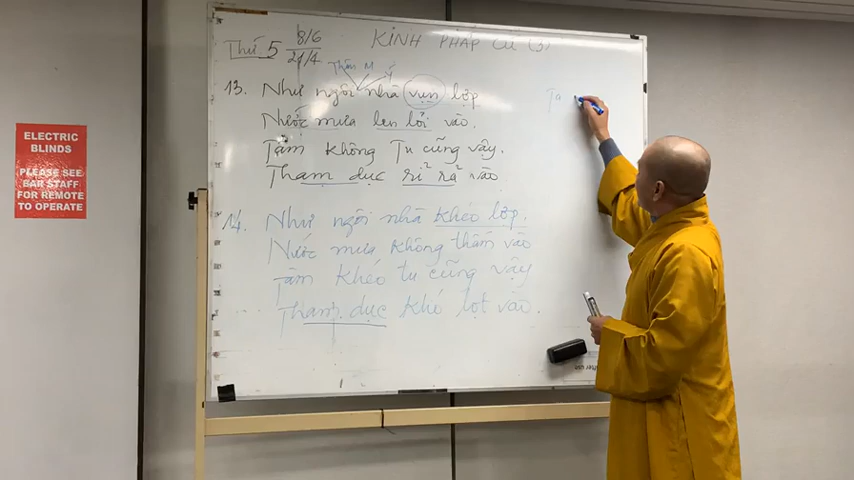 ELECTRIC
BLINDS
PLEASE SEE
BAR STAFF
FOR REMOTE
TO OPERATE
Thứ 5 8/6
21/4
KINH PHÁP CÚ (3)
Thân M Ý
13. Như ngôi nhà vụn lợp
Nước mưa len lỏi vào.
Tâm không Tu cũng vậy.
Tham dục rỉ rả vào
14. Như ngôi nhà khéo lợp.
Nước mưa không thấm vào
Tâm khéo tu cũng vậy
Tham dục khó lọt vào.
Ta